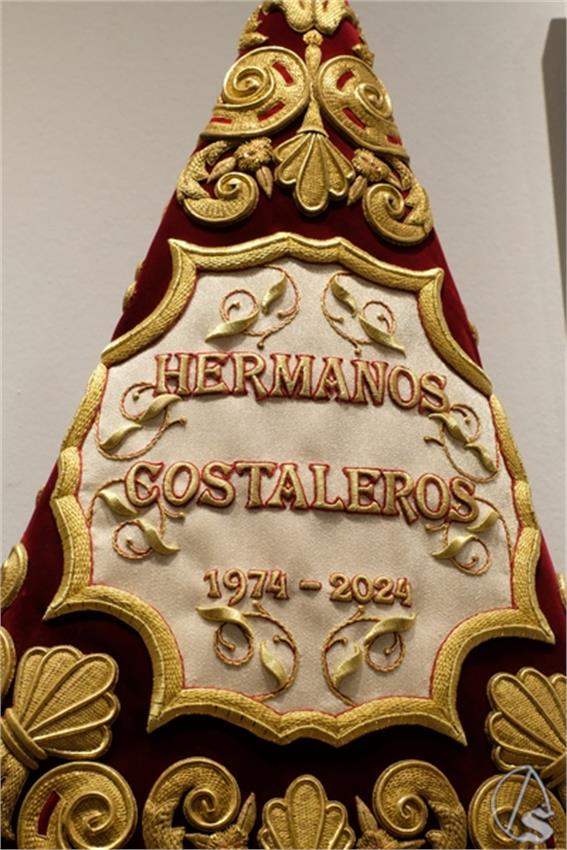 HERMANOS
COSTALEROS
1974 - 2024